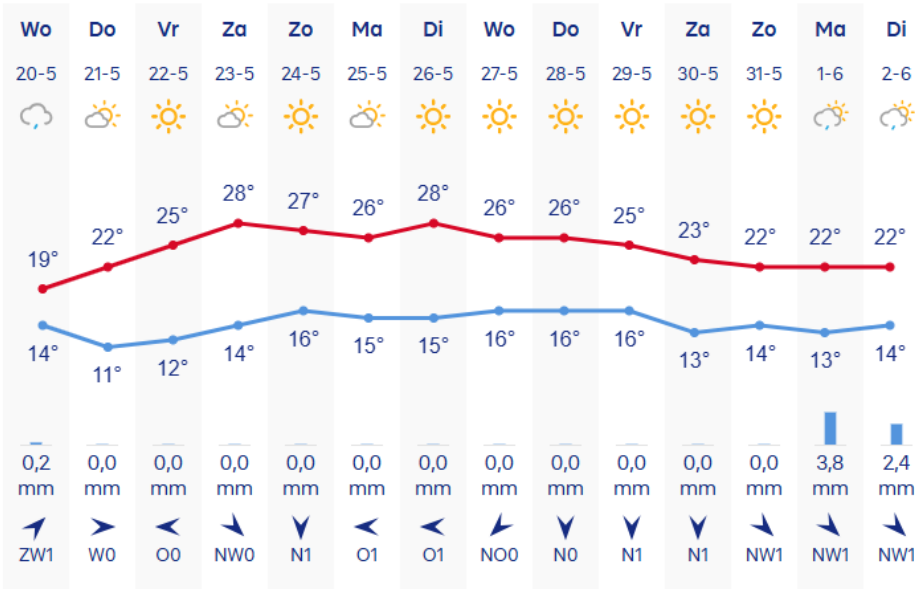 Wo Do Vr Za Zo Ma Di Wo Do Vr Za Zo Ma Di
20-5 21-5 22-5 23-5 24-5 25-5 26-5 27-5 28-5 29-5 30-5 31-5 1-6 2-6
19° 22° 25° 28° 27° 26° 28° 26° 26° 25° 23° 22° 22° 22°
14° 11° 12° 14° 16° 15° 15° 16° 16° 16° 13° 14° 13° 14°
0,2 0,0 0,0 0,0 0,0 0,0 0,0 0,0 0,0 0,0 0,0 0,0 3,8 2,4
mm mm mm mm mm mm mm mm mm mm mm mm mm mm
ZW1 W0 O0 NW0 N1 O1 O1 NO0 N0 N1 N1 NW1 NW1 NW1